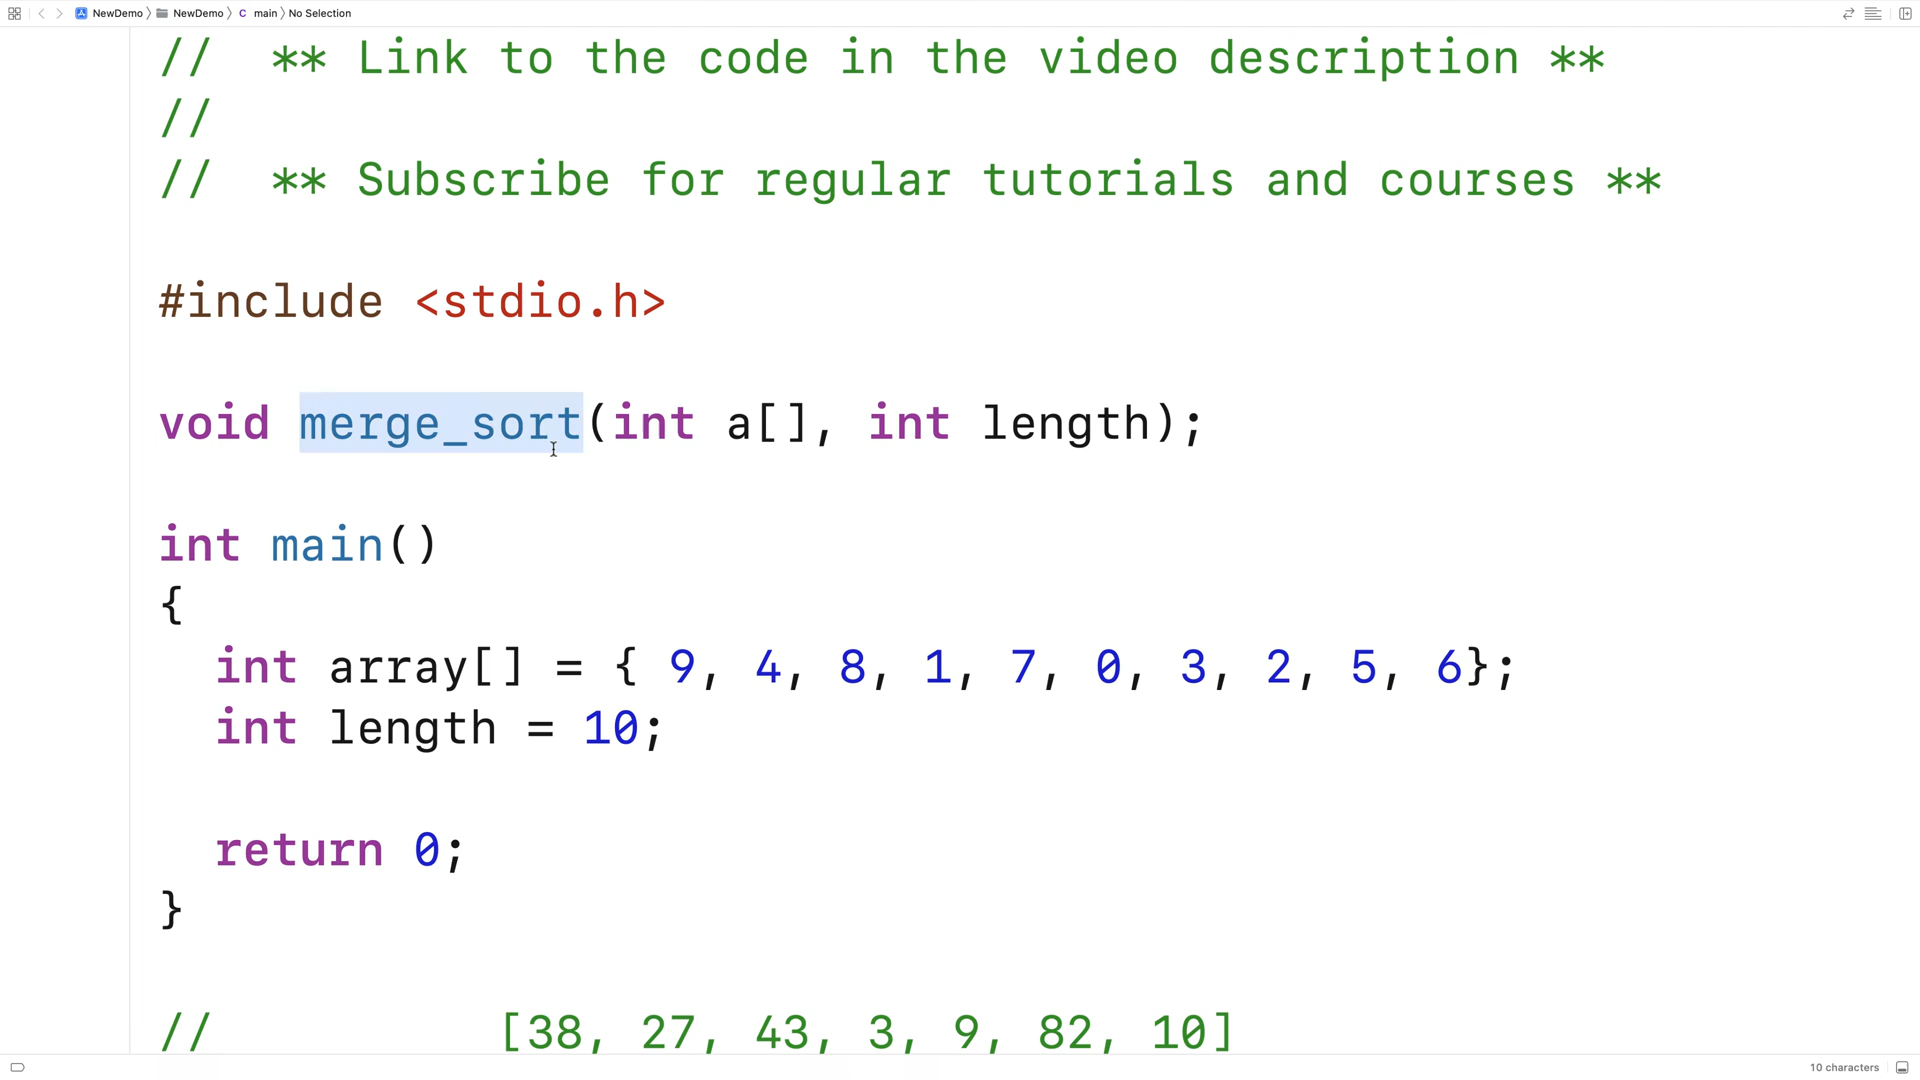 NewDemo NewDemo C main No Selection
//  ** Link to the code in the video description **
//
//  ** Subscribe for regular tutorials and courses **
#include <stdio.h>
void merge_sort(int a[], int length);
int main()
{
  int array[] = { 9, 4, 8, 1, 7, 0, 3, 2, 5, 6};
  int length = 10;
  return 0;
}
//          [38, 27, 43, 3, 9, 82, 10]
10 characters